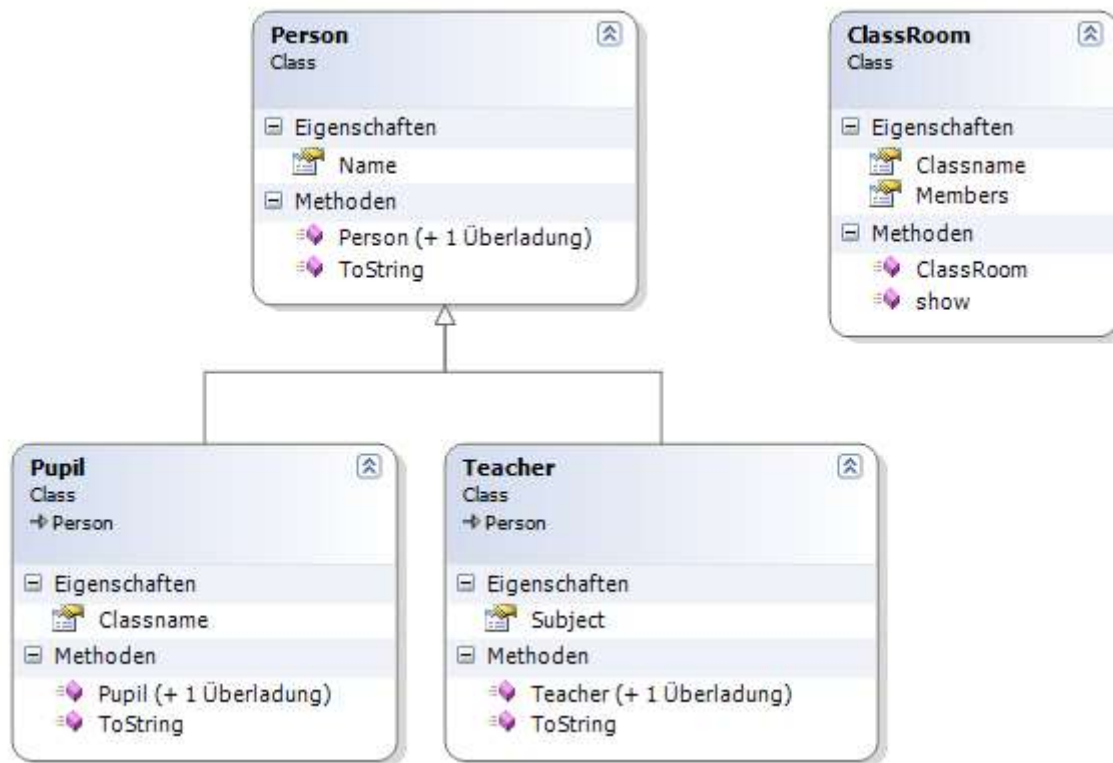 Person
Class
Eigenschaften
Name
Methoden
Person (+ 1 Überladung)
ToString
ClassRoom
Class
Eigenschaften
Classname
Members
Methoden
ClassRoom
show
Pupil
Class
Person
Eigenschaften
Classname
Methoden
Pupil (+ 1 Überladung)
ToString
Teacher
Class
Person
Eigenschaften
Subject
Methoden
Teacher (+ 1 Überladung)
ToString